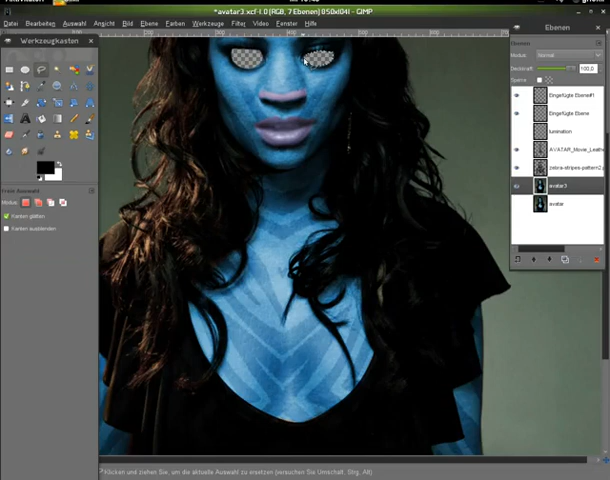 *avatar3.xcf-1.0 (RGB, 7 Ebenen) 850x1041 – GIMP
Datei Bearbeiten Auswahl Ansicht Bild Ebene Farben Werkzeuge Filter Video Fenster Hilfe
Werkzeugkasten
Ebenen
Ebenen
Modus: Normal
Deckkraft: 100,0
Sperre:
Eingefügte Ebene#1
Eingefügte Ebene
lumination
AVATAR_Movie_Leathe
zebra-stripes-pattern2.
avatar3
avatar
Freie Auswahl
Modus:
Kanten glätten
Kanten ausblenden
Klicken und ziehen Sie, um die aktuelle Auswahl zu ersetzen (versuchen Sie Umschalt, Strg, Alt)